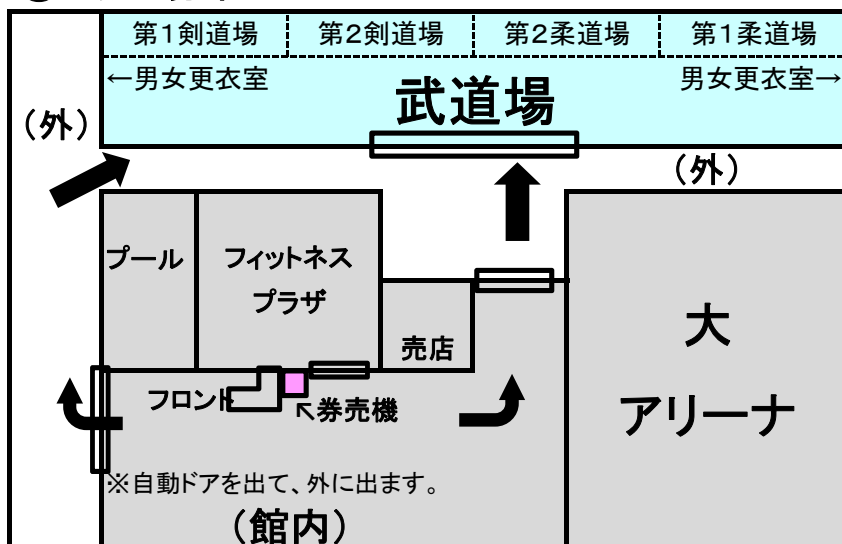 第1剣道場 第2剣道場 第2柔道場 第1柔道場
←男女更衣室 男女更衣室→
武道場
（外）
（外）
プール
フィットネス
プラザ
売店
大
アリーナ
フロント
↖券売機
※自動ドアを出て、外に出ます。
（館内）